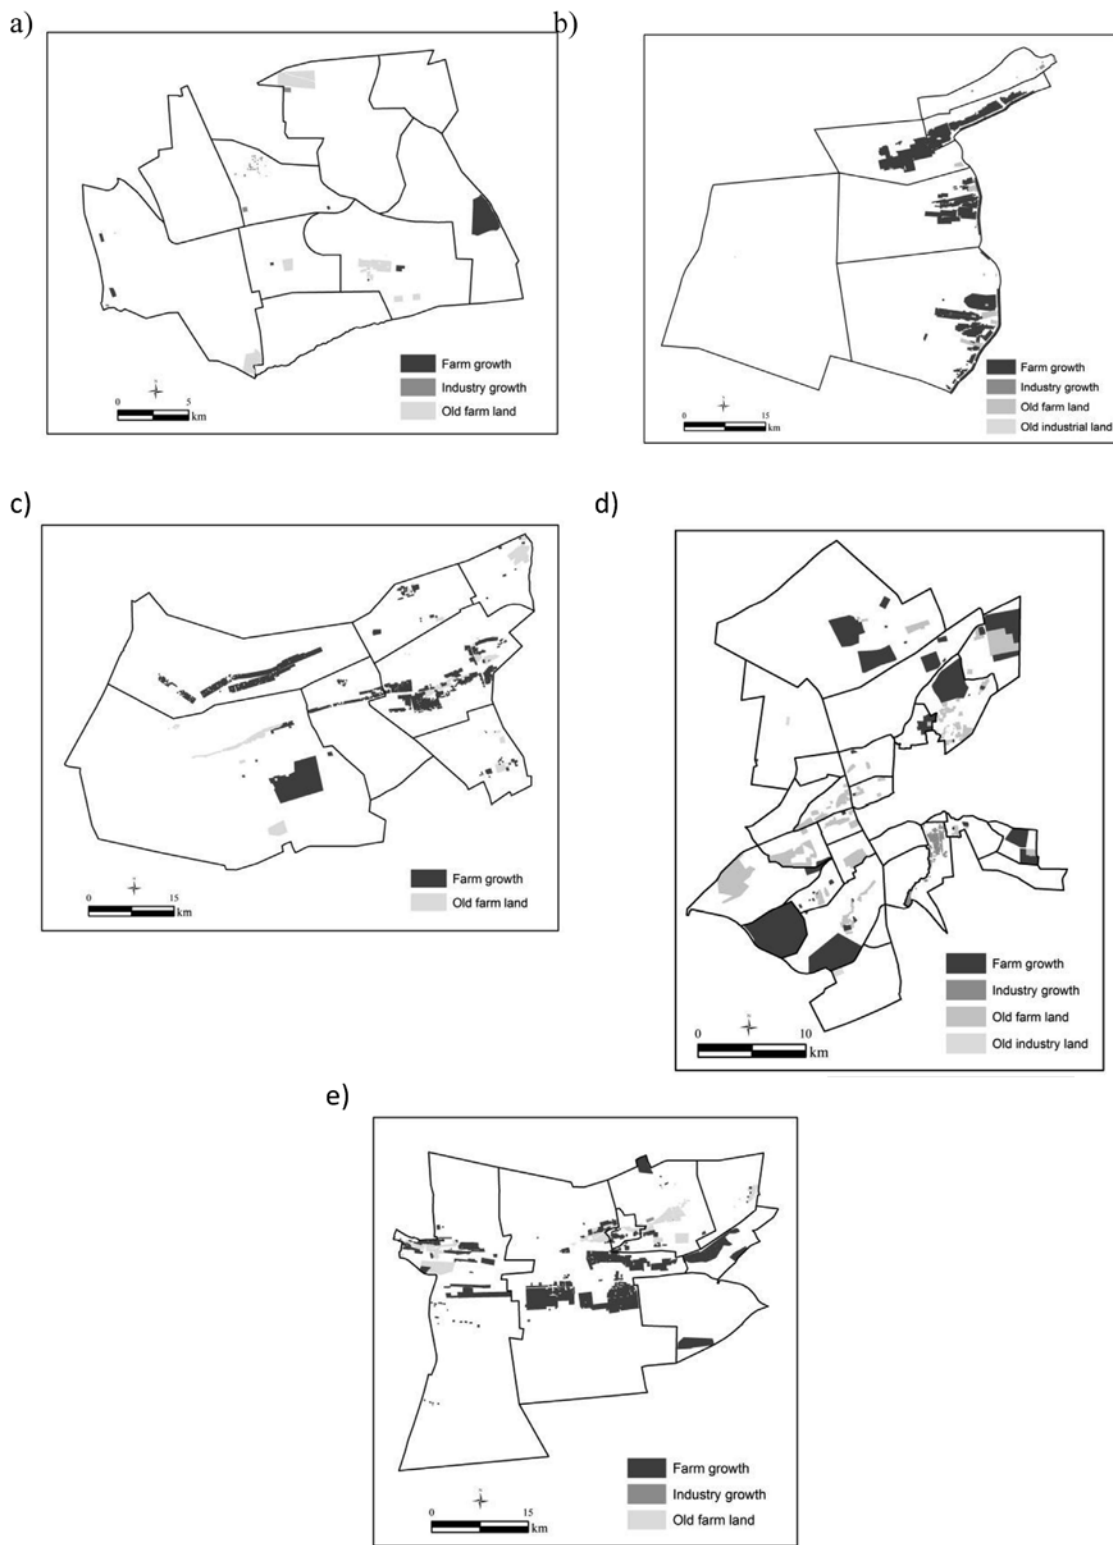 a)
Farm growth
Industry growth
Old farm land
0 5
km
b)
Farm growth
Industry growth
Old farm land
Old industrial land
0 15
km
c)
Farm growth
Old farm land
0 15
km
d)
Farm growth
Industry growth
Old farm land
Old industry land
0 10
km
e)
Farm growth
Industry growth
Old farm land
0 15
km